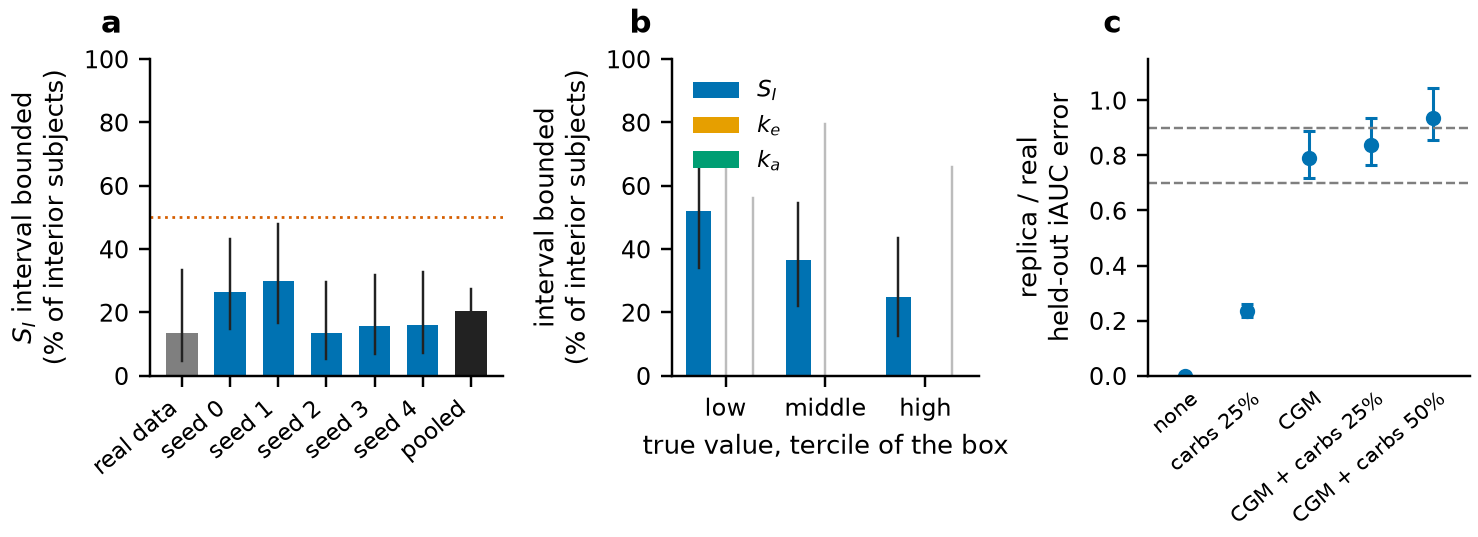 a
S_I interval bounded
(% of interior subjects)
100
80
60
40
20
0
real data
seed 0
seed 1
seed 2
seed 3
seed 4
pooled
b
interval bounded
(% of interior subjects)
100
80
60
40
20
0
S_I
k_e
k_a
low
middle
high
true value, tercile of the box
c
replica / real
held-out iAUC error
1.0
0.8
0.6
0.4
0.2
0.0
none
carbs 25%
CGM
CGM + carbs 25%
CGM + carbs 50%